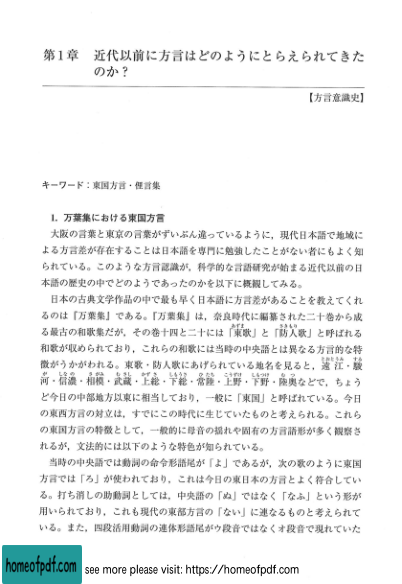 第1章　近代以前に方言はどのようにとらえられてきた
のか？
【方言意識史】
キーワード：東国方言・俚言集
1. 万葉集における東国方言
大阪の言葉と東京の言葉がずいぶん違っているように，現代日本語で地域に
よる方言差が存在することは日本語を専門に勉強したことがない者にもよく知
られている。このような方言認識が，科学的な言語研究が始まる近代以前の日
本語の歴史の中でどのようであったのかを以下に概観してみる。
日本の古典文学作品の中で最も早く日本語に方言差があることを教えてくれ
るのは『万葉集』である。『万葉集』は，奈良時代に編纂された二十巻から成
る最古の和歌集だが，その巻十四と二十には「東歌」と「防人歌」と呼ばれる
和歌が収められており，これらの和歌には当時の中央語とは異なる方言的な特
徴がうかがわれる。東歌・防人歌にあげられている地名を見ると，遠江・駿
河・信濃・相模・武蔵・上総・下総・常陸・上野・下野・陸奥などで，ちょう
ど今日の中部地方以東に相当しており，一般に「東国」と呼ばれている。今日
の東西方言の対立は，すでにこの時代に生じていたものと考えられる。これら
の東国方言の特徴として，一般的に母音の揺れや固有の方言語形が多く観察さ
れるが，文法的には以下のような特色が知られている。
当時の中央語では動詞の命令形語尾が「よ」であるが，次の歌のように東国
方言では「ろ」が使われており，これは今日の東日本の方言とよく符合してい
る。打ち消しの助動詞としては，中央語の「ぬ」ではなく「なふ」という形が
用いられており，これも現代の東部方言の「ない」に連なるものと考えられて
いる。また，四段活用動詞の連体形語尾がウ段音ではなくオ段音で現れていた
homeofpdf.com
see more please visit: https://homeofpdf.com